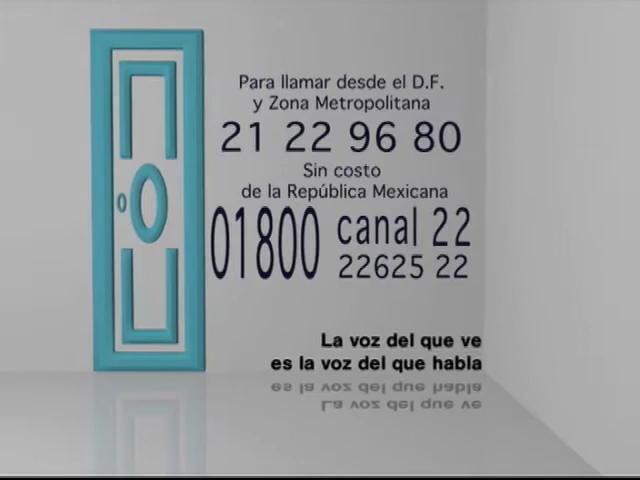 Para llamar desde el D.F.
y Zona Metropolitana
21 22 96 80
Sin costo
de la República Mexicana
01800 canal 22
22625 22
La voz del que ve
es la voz del que habla